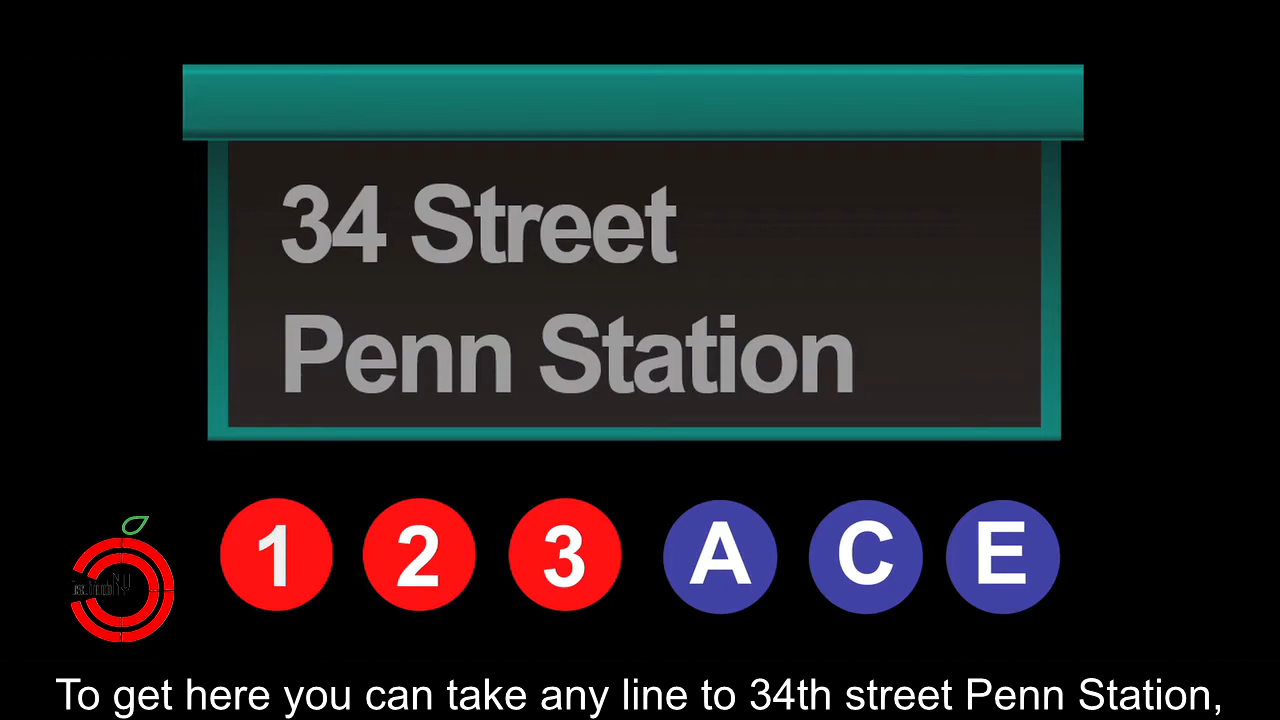 34 Street
Penn Station
1 2 3 A C E
To get here you can take any line to 34th street Penn Station,